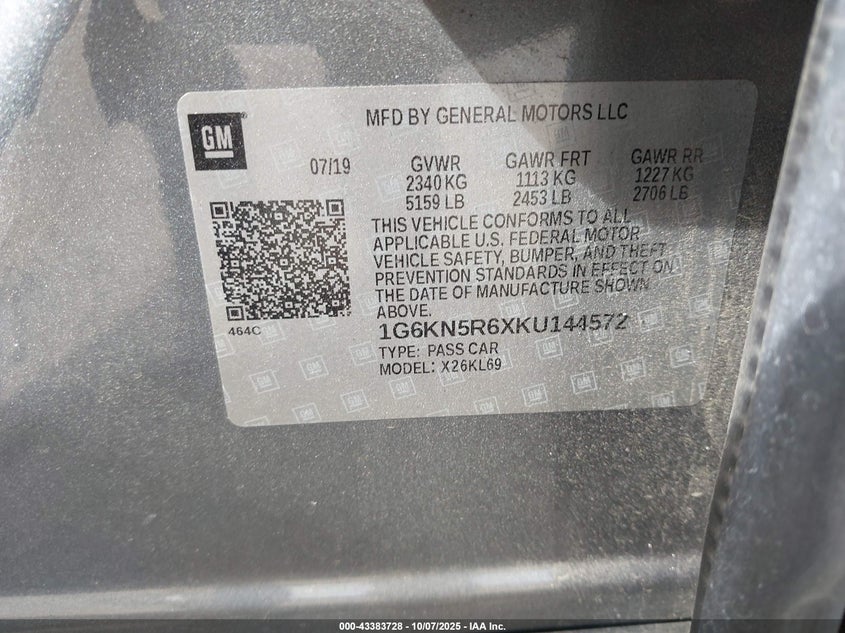 GM
MFD BY GENERAL MOTORS LLC
07/19 GVWR GAWR FRT GAWR RR
2340 KG 1113 KG 1227 KG
5159 LB 2453 LB 2706 LB
THIS VEHICLE CONFORMS TO ALL
APPLICABLE U.S. FEDERAL MOTOR
VEHICLE SAFETY, BUMPER, AND THEFT
PREVENTION STANDARDS IN EFFECT ON
THE DATE OF MANUFACTURE SHOWN
ABOVE.
464C
1G6KN5R6XKU144572
TYPE: PASS CAR
MODEL: X26KL69
000-43383728 - 10/07/2025 - IAA Inc.